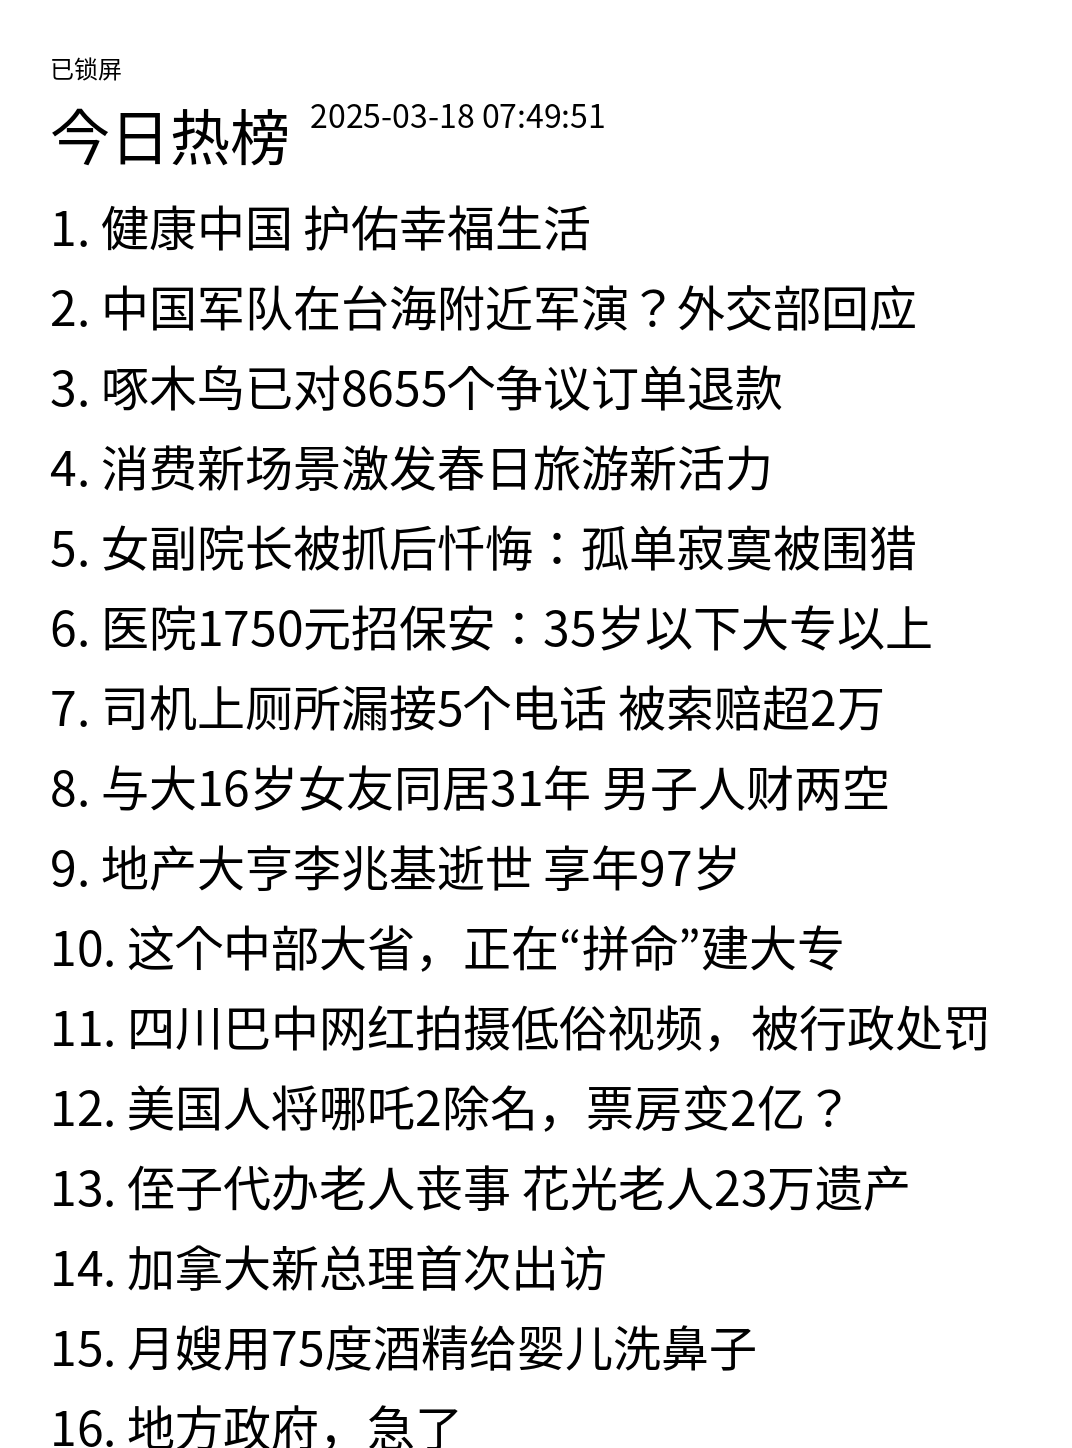 已锁屏
今日热榜 2025-03-18 07:49:51
1. 健康中国 护佑幸福生活
2. 中国军队在台海附近军演？外交部回应
3. 啄木鸟已对8655个争议订单退款
4. 消费新场景激发春日旅游新活力
5. 女副院长被抓后忏悔：孤单寂寞被围猎
6. 医院1750元招保安：35岁以下大专以上
7. 司机上厕所漏接5个电话 被索赔超2万
8. 与大16岁女友同居31年 男子人财两空
9. 地产大亨李兆基逝世 享年97岁
10. 这个中部大省，正在“拼命”建大专
11. 四川巴中网红拍摄低俗视频，被行政处罚
12. 美国人将哪吒2除名，票房变2亿？
13. 侄子代办老人丧事 花光老人23万遗产
14. 加拿大新总理首次出访
15. 月嫂用75度酒精给婴儿洗鼻子
16. 地方政府，急了